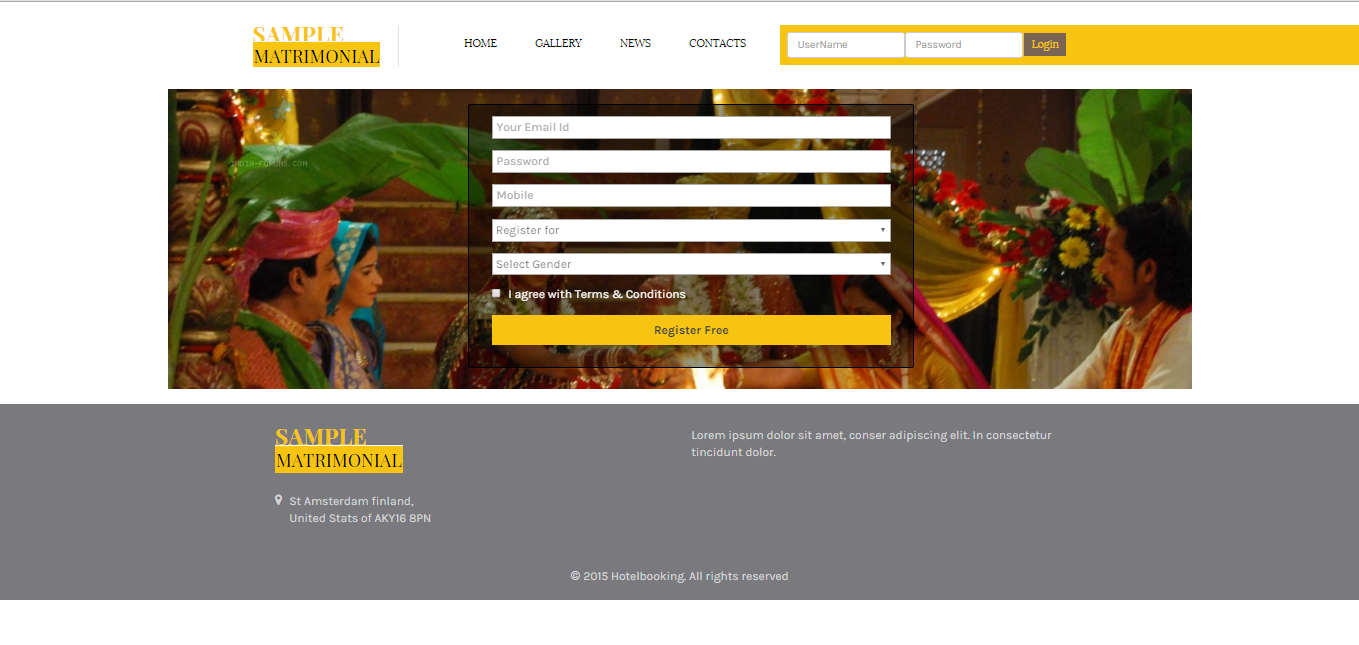 SAMPLE
MATRIMONIAL
HOME
GALLERY
NEWS
CONTACTS
UserName
Password
Login
INDIA-FORUMS.COM
Your Email Id
Password
Mobile
Register for
Select Gender
I agree with Terms & Conditions
Register Free
SAMPLE
MATRIMONIAL
St Amsterdam finland,
United Stats of AKY16 8PN
Lorem ipsum dolor sit amet, conser adipiscing elit. In consectetur
tincidunt dolor.
© 2015 Hotelbooking. All rights reserved